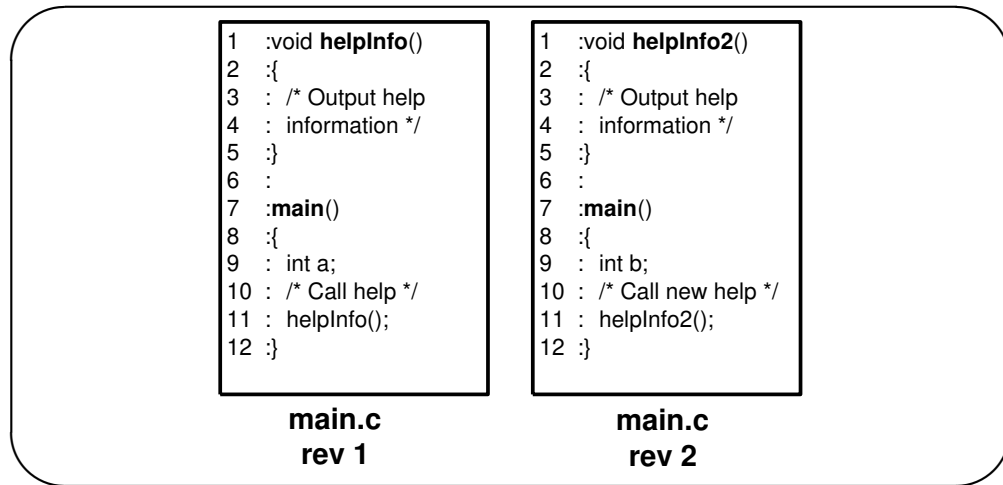 1 :void helpInfo()
2 :{
3 : /* Output help
4 : information */
5 :}
6 :
7 :main()
8 :{
9 : int a;
10 : /* Call help */
11 : helpInfo();
12 :}
main.c
rev 1
1 :void helpInfo2()
2 :{
3 : /* Output help
4 : information */
5 :}
6 :
7 :main()
8 :{
9 : int b;
10 : /* Call new help */
11 : helpInfo2();
12 :}
main.c
rev 2